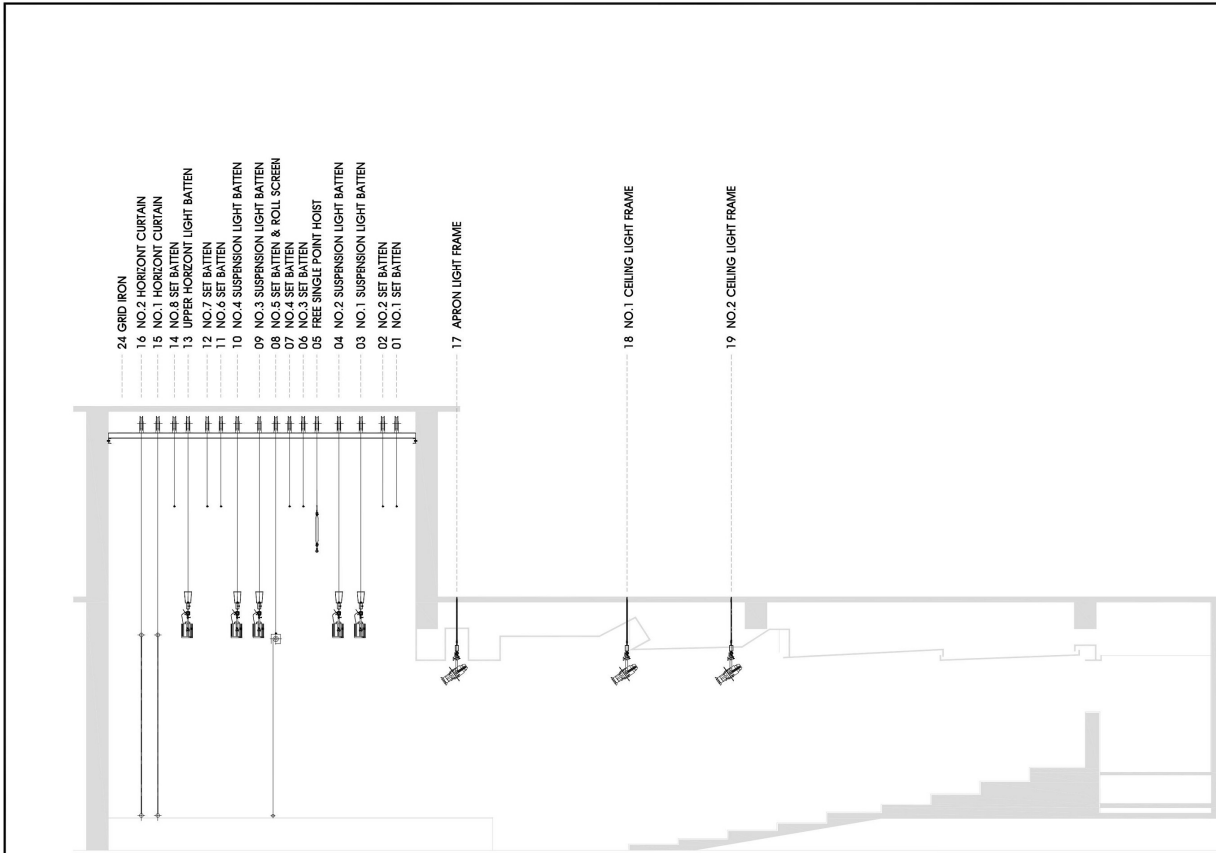 24 GRID IRON
16 NO.2 HORIZONT CURTAIN
15 NO.1 HORIZONT CURTAIN
14 NO.8 SET BATTEN
13 UPPER HORIZONT LIGHT BATTEN
12 NO.7 SET BATTEN
11 NO.6 SET BATTEN
10 NO.4 SUSPENSION LIGHT BATTEN
09 NO.3 SUSPENSION LIGHT BATTEN
08 NO.5 SET BATTEN & ROLL SCREEN
07 NO.4 SET BATTEN
06 NO.3 SET BATTEN
05 FREE SINGLE POINT HOIST
04 NO.2 SUSPENSION LIGHT BATTEN
03 NO.1 SUSPENSION LIGHT BATTEN
02 NO.2 SET BATTEN
01 NO.1 SET BATTEN
17 APRON LIGHT FRAME
18 NO.1 CEILING LIGHT FRAME
19 NO.2 CEILING LIGHT FRAME